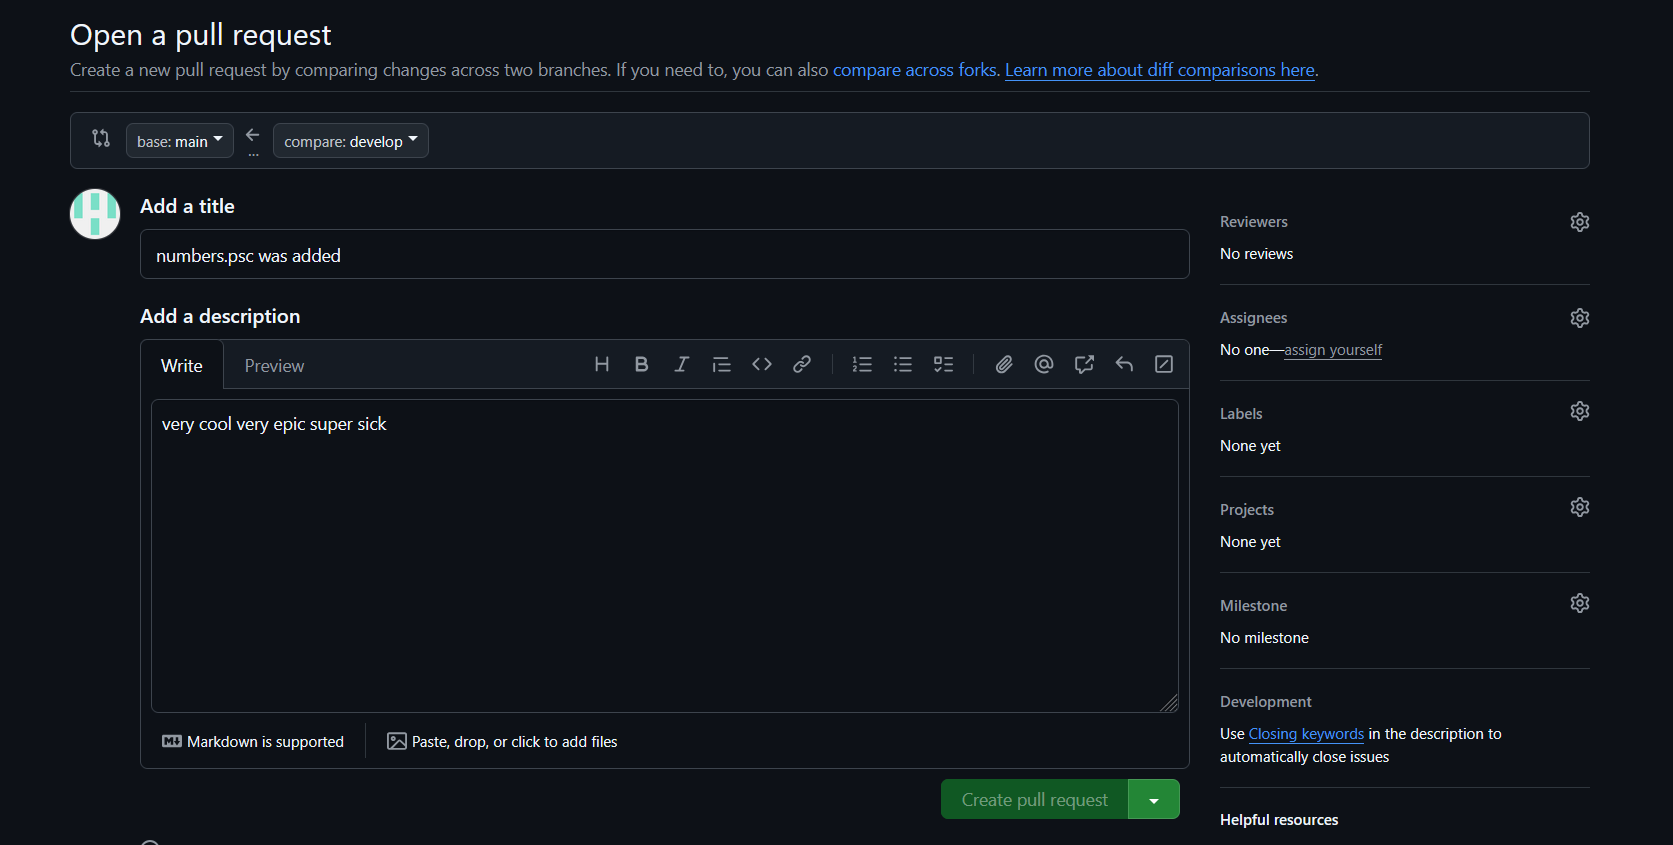 Open a pull request
Create a new pull request by comparing changes across two branches. If you need to, you can also compare across forks. Learn more about diff comparisons here.
base: main
...
compare: develop
Add a title
numbers.psc was added
Add a description
Write
Preview
very cool very epic super sick
Markdown is supported
Paste, drop, or click to add files
Create pull request
Reviewers
No reviews
Assignees
No one—assign yourself
Labels
None yet
Projects
None yet
Milestone
No milestone
Development
Use Closing keywords in the description to
automatically close issues
Helpful resources